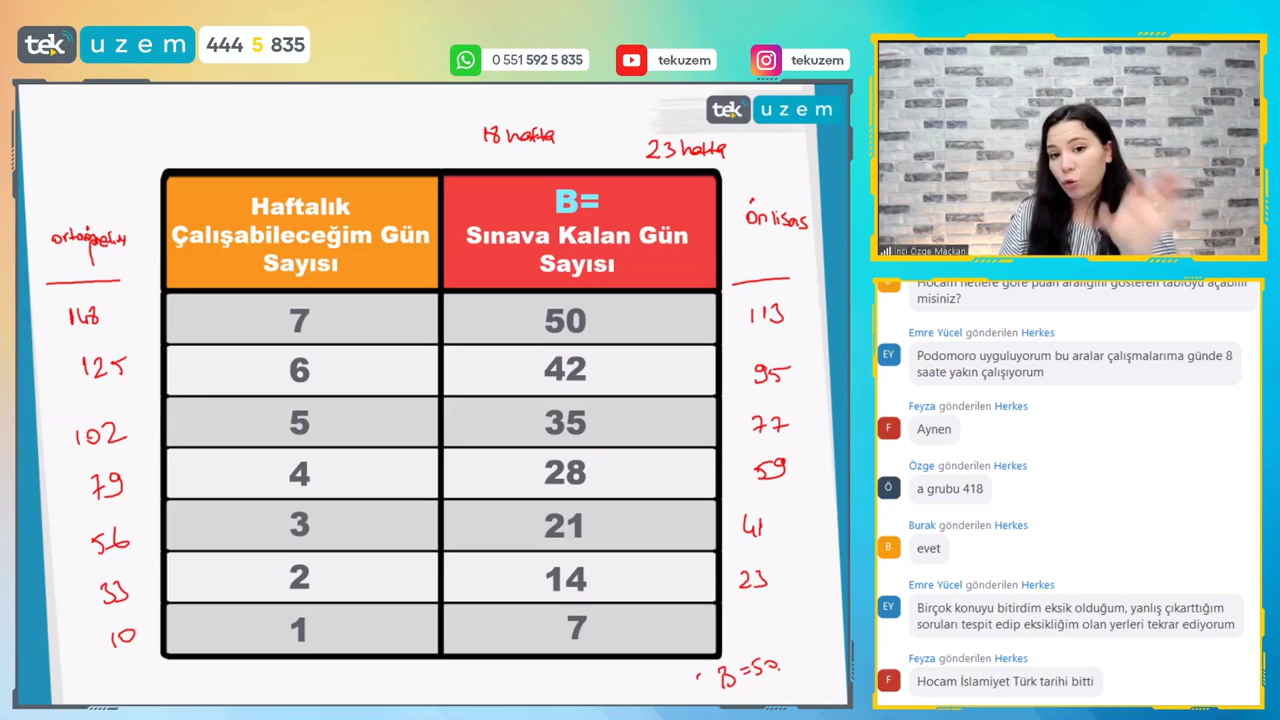 tek
uzem
444 5 835
0 551 592 5 835
tekuzem
tekuzem
tek uzem
18 hafta
23 hafta
Haftalık
Çalışabileceğim Gün
Sayısı
B=
Sınava Kalan Gün
Sayısı
önlisas
148
7
50
113
125
6
42
95
102
5
35
77
79
4
28
59
56
3
21
41
33
2
14
23
10
1
7
B=50
İnci Özge Maçkan
Hocam netlere göre puan aralığını gösteren tabloyu açabilir
misiniz?
Emre Yücel gönderilen Herkes
EY
Podomoro uyguluyorum bu aralar çalışmalarıma günde 8
saate yakın çalışıyorum
Feyza gönderilen Herkes
F
Aynen
Özge gönderilen Herkes
Ö
a grubu 418
Burak gönderilen Herkes
B
evet
Emre Yücel gönderilen Herkes
EY
Birçok konuyu bitirdim eksik olduğum, yanlış çıkarttığım
soruları tespit edip eksikliğim olan yerleri tekrar ediyorum
Feyza gönderilen Herkes
F
Hocam İslamiyet Türk tarihi bitti